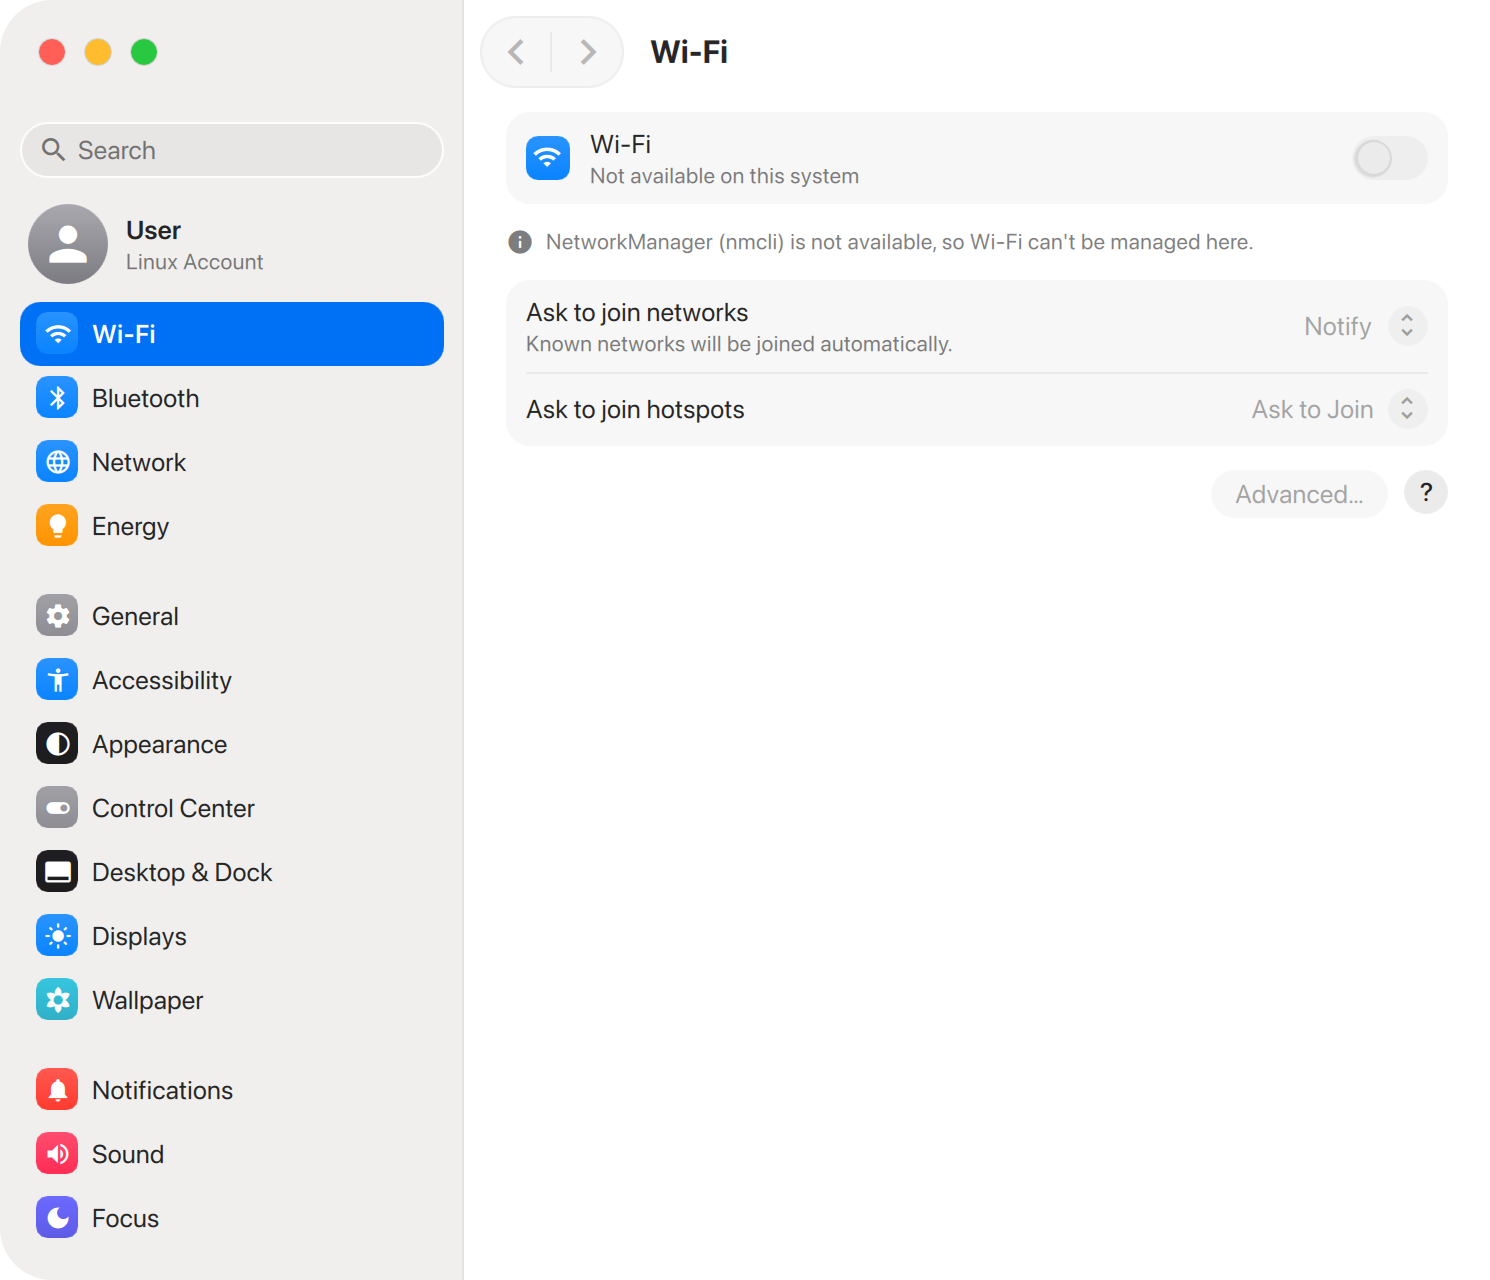 Search
User
Linux Account
Wi-Fi
Bluetooth
Network
Energy
General
Accessibility
Appearance
Control Center
Desktop & Dock
Displays
Wallpaper
Notifications
Sound
Focus
Wi-Fi
Wi-Fi
Not available on this system
NetworkManager (nmcli) is not available, so Wi-Fi can't be managed here.
Ask to join networks
Notify
Known networks will be joined automatically.
Ask to join hotspots
Ask to Join
Advanced...
?